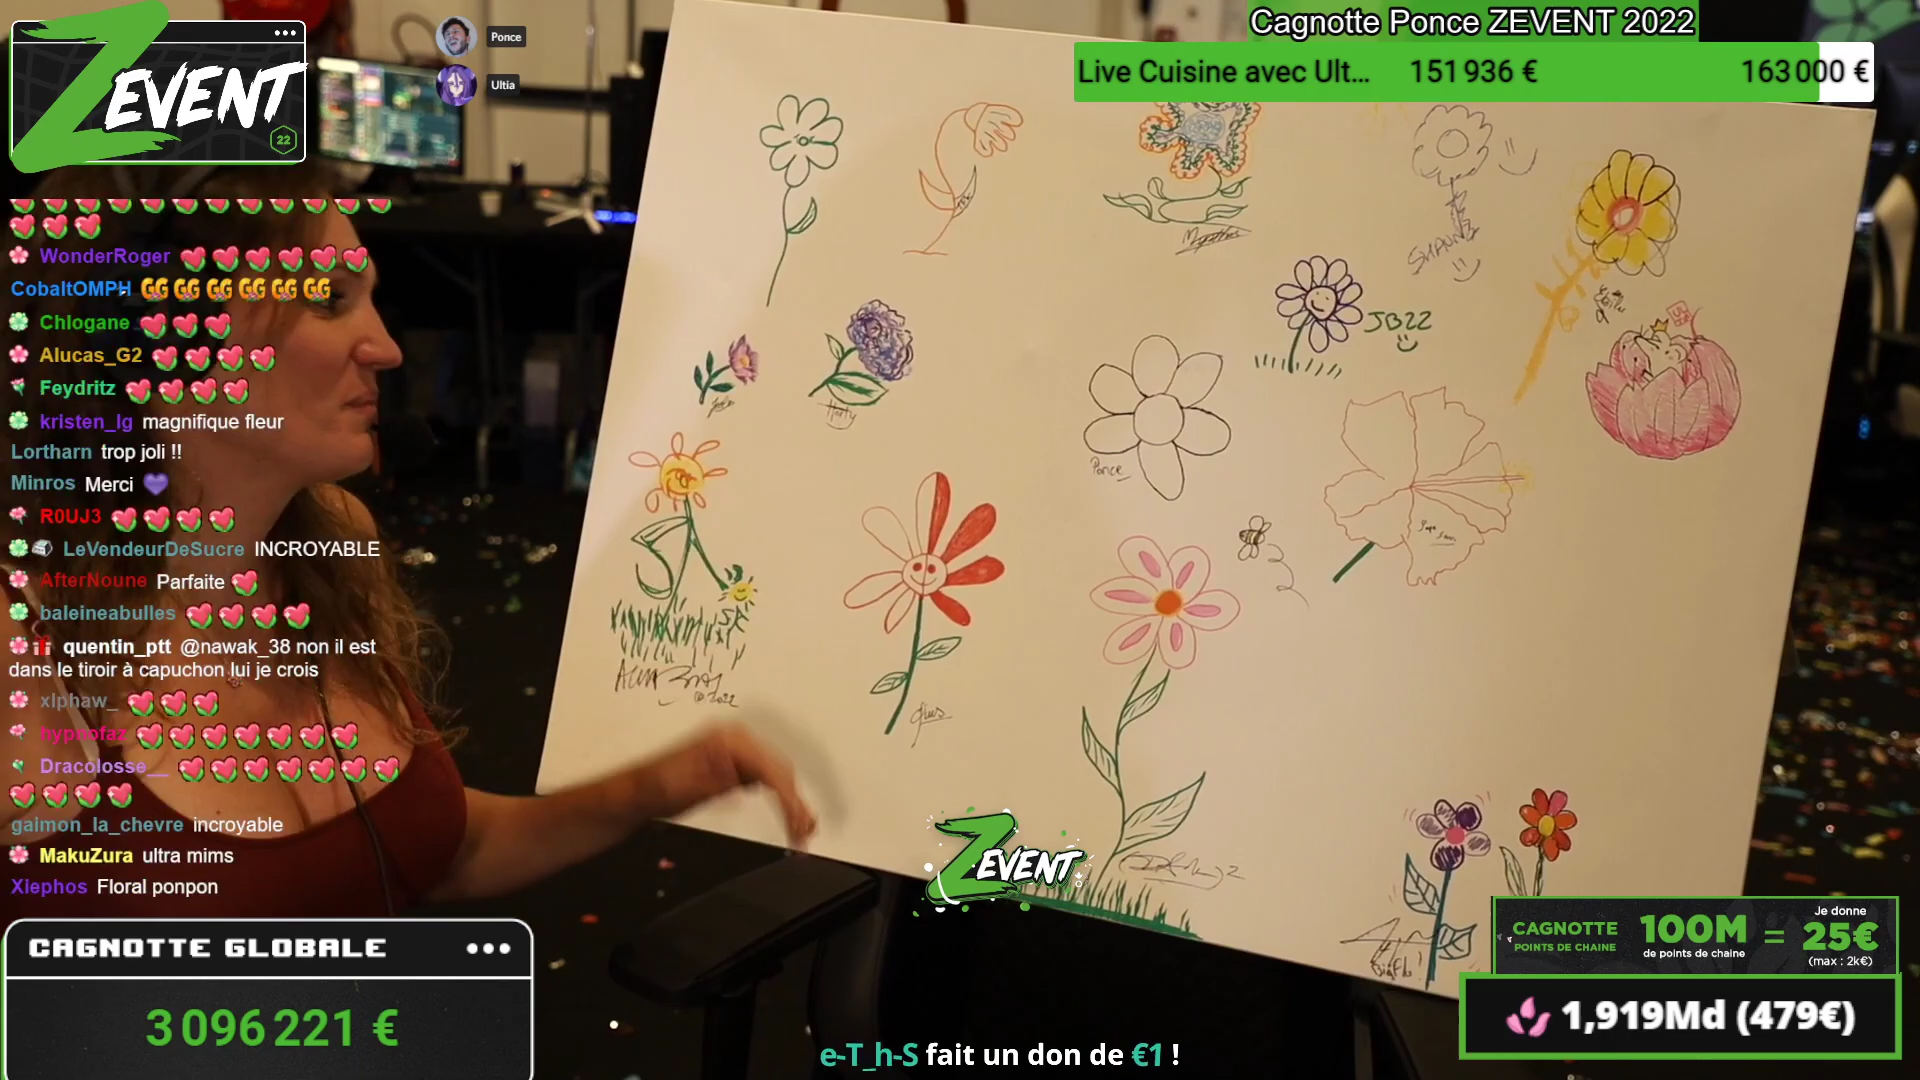 ZEVENT
22
Ponce
Ultia
Cagnotte Ponce ZEVENT 2022
Live Cuisine avec Ult... 151 936 € 163 000 €
WonderRoger
CobaltOMPH GG GG GG GG GG GG
Chlogane
Alucas_G2
Feydritz
kristen_lg magnifique fleur
Lortharn trop joli !!
Minros Merci
R0UJ3
LeVendeurDeSucre INCROYABLE
AfterNoune Parfaite
baleineabulles
quentin_ptt @nawak_38 non il est
dans le tiroir à capuchon lui je crois
xlphaw_
hypnofaz
Dracolosse__
gaimon_la_chevre incroyable
MakuZura ultra mims
Xlephos Floral ponpon
JB22
Ponce
@2022
ZEVENT
CAGNOTTE GLOBALE
3 096 221 €
CAGNOTTE
POINTS DE CHAINE
100M
de points de chaine
=
Je donne
25€
(max : 2k€)
1,919Md (479€)
e-T_h-S fait un don de €1 !